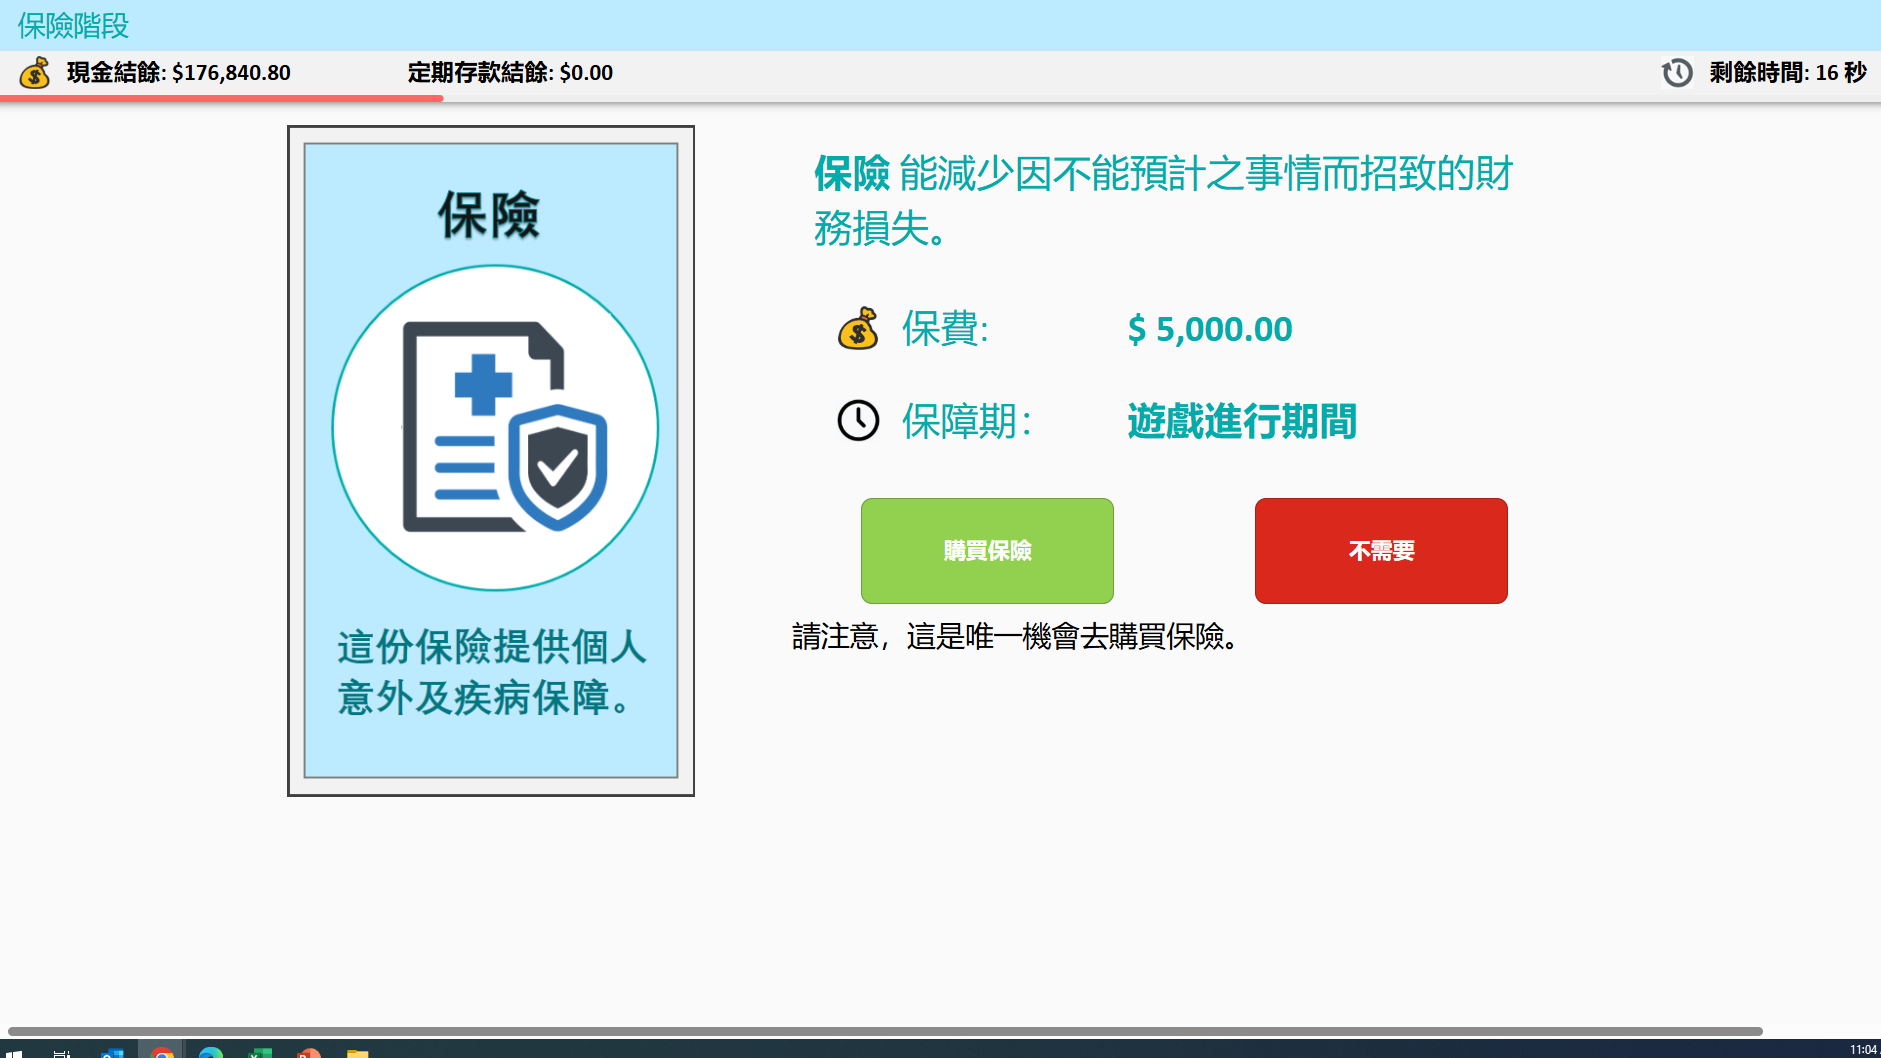 保險階段
現金結餘: $176,840.80
定期存款結餘: $0.00
剩餘時間: 16 秒
保險
這份保險提供個人
意外及疾病保障。
保險 能減少因不能預計之事情而招致的財
務損失。
保費:
$ 5,000.00
保障期：
遊戲進行期間
購買保險
不需要
請注意，這是唯一機會去購買保險。
11:04